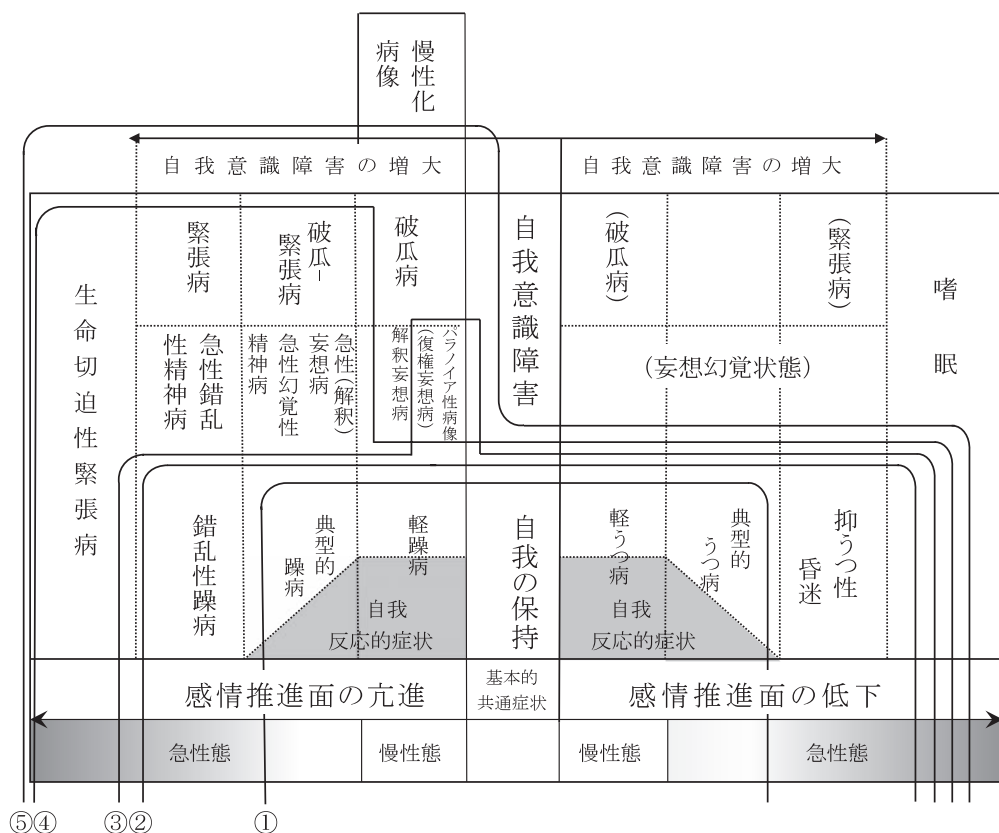 慢性化
病像
自我意識障害の増大
自我意識障害の増大
生命切迫性緊張病
緊張病
破瓜–
緊張病
破瓜病
自我意識障害
(破瓜病)
(緊張病)
嗜眠
急性錯乱
性精神病
急性(解釈)
妄想病
急性幻覚性
精神病
パラノイア性病像
(復権妄想病)
解釈妄想病
(妄想幻覚状態)
錯乱性躁病
典型的
躁病
軽躁病
自我の保持
軽うつ病
典型的
うつ病
抑うつ性
昏迷
自我
反応的症状
自我
反応的症状
感情推進面の亢進
基本的
共通症状
感情推進面の低下
急性態
慢性態
慢性態
急性態
⑤④
③②
①